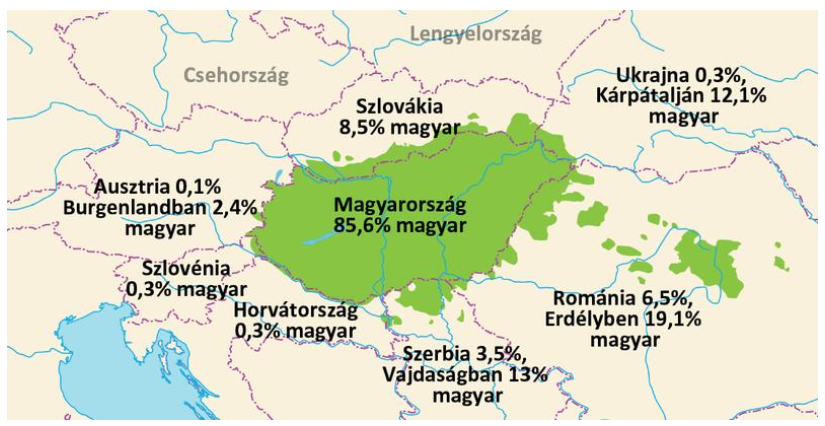 Lengyelország
Csehország
Ukrajna 0,3%,
Kárpátalján 12,1%
magyar
Szlovákia
8,5% magyar
Ausztria 0,1%
Burgenlandban 2,4%
magyar
Magyarország
85,6% magyar
Szlovénia
0,3% magyar
Horvátország
0,3% magyar
Románia 6,5%,
Erdélyben 19,1%
magyar
Szerbia 3,5%,
Vajdaságban 13%
magyar